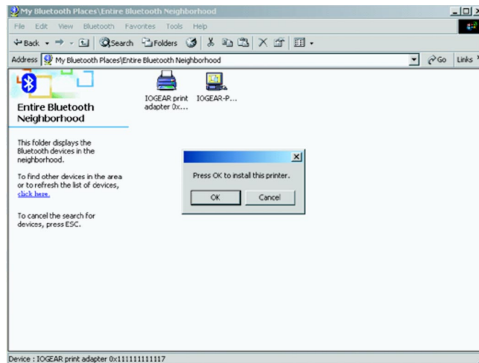 My Bluetooth Places\Entire Bluetooth Neighborhood
File Edit View Bluetooth Favorites Tools Help
Back Search Folders
Address My Bluetooth Places\Entire Bluetooth Neighborhood Go Links
Entire Bluetooth
Neighborhood
This folder displays the
Bluetooth devices in the
neighborhood.
To find other devices in the area
or to refresh the list of devices,
click here.
To cancel the search for
devices, press ESC.
IOGEAR print
adapter 0x...
IOGEAR-P...
Press OK to install this printer.
OK Cancel
Device : IOGEAR print adapter 0x111111111117